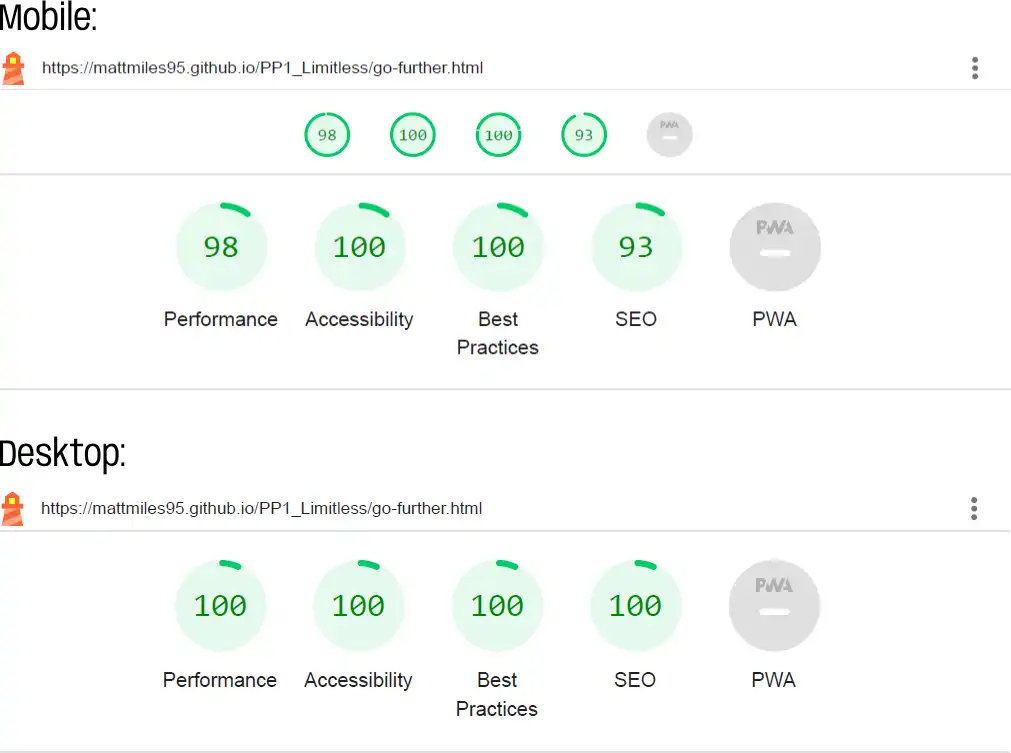 Mobile:
https://mattmiles95.github.io/PP1_Limitless/go-further.html
98 100 100 93 PWA
98 100 100 93 PWA
Performance Accessibility Best Practices SEO PWA
Desktop:
https://mattmiles95.github.io/PP1_Limitless/go-further.html
100 100 100 100 PWA
Performance Accessibility Best Practices SEO PWA